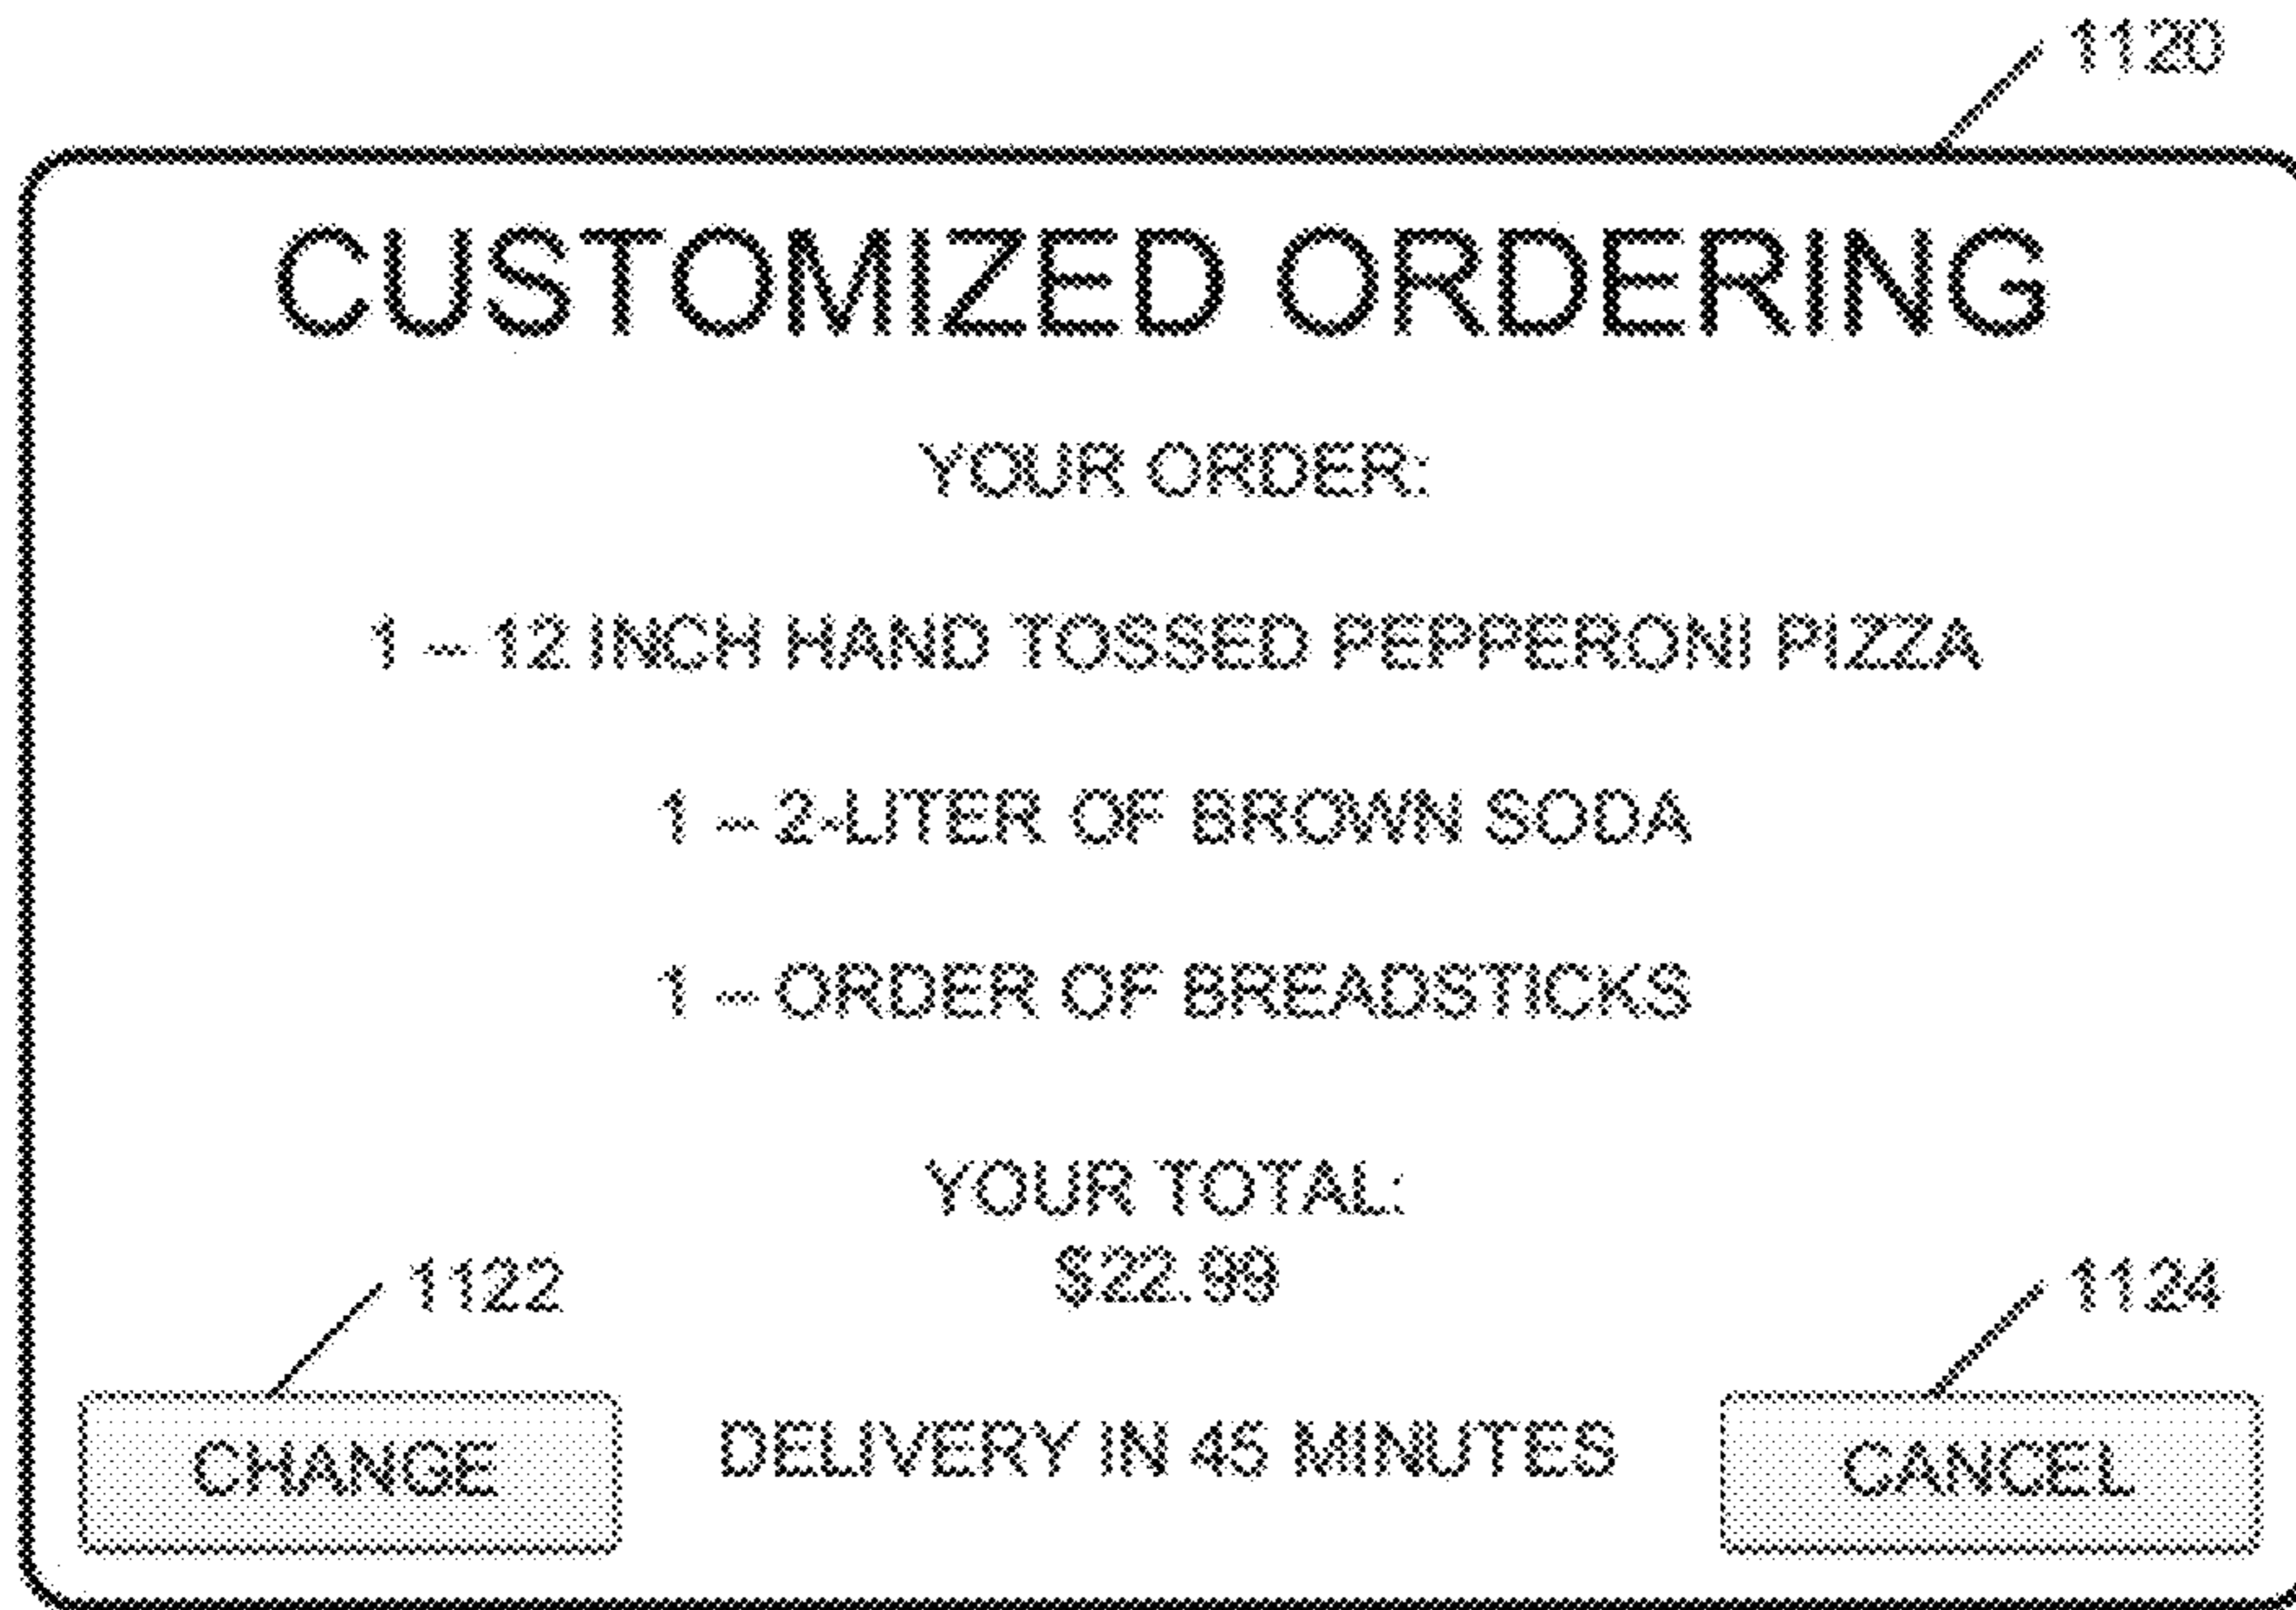 1120
CUSTOMIZED ORDERING
YOUR ORDER:
1 – 12 INCH HAND TOSSED PEPPERONI PIZZA
1 – 2-LITER OF BROWN SODA
1 – ORDER OF BREADSTICKS
YOUR TOTAL:
$22.99
1122
1124
CHANGE
DELIVERY IN 45 MINUTES
CANCEL